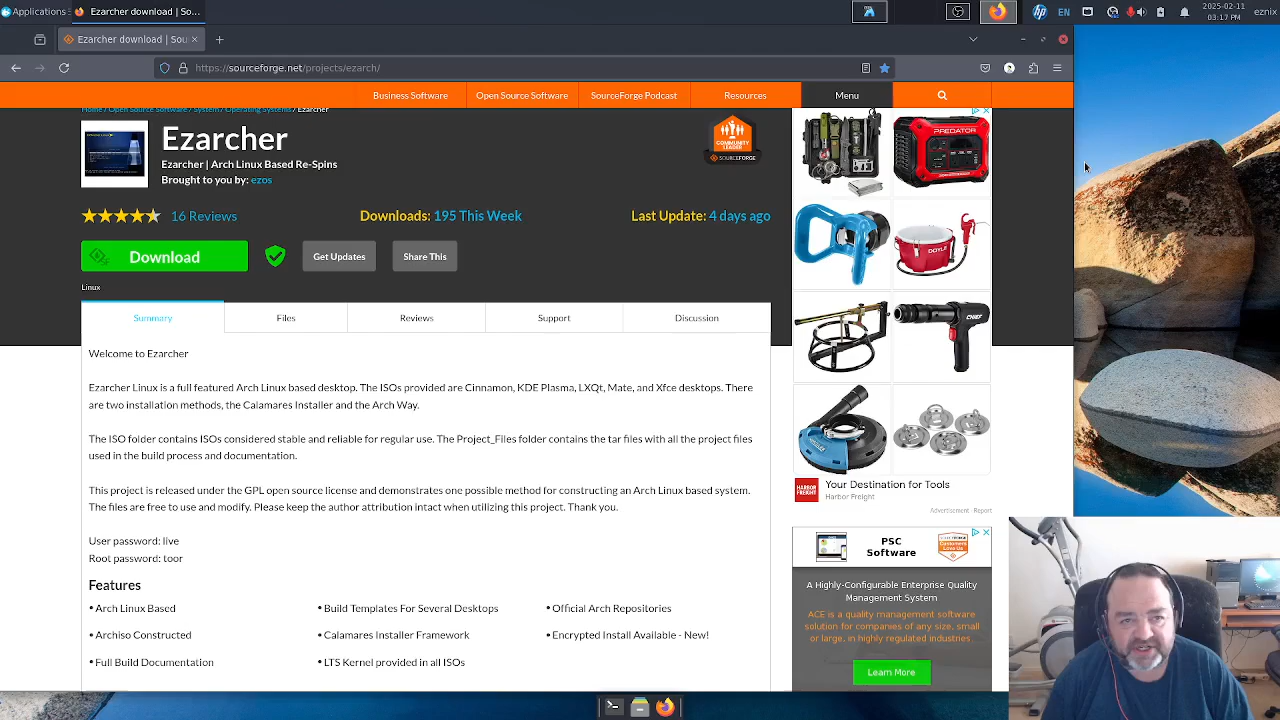 Applications
Ezarcher download | So...
EN
2025-02-11
03:17 PM
eznix
Ezarcher download | Sou
https://sourceforge.net/projects/ezarch/
Business Software
Open Source Software
SourceForge Podcast
Resources
Menu
Home / Open Source Software / System / Operating Systems / Ezarcher
Ezarcher
Ezarcher | Arch Linux Based Re-Spins
Brought to you by: ezos
COMMUNITY
LEADER
SOURCEFORGE
16 Reviews
Downloads: 195 This Week
Last Update: 4 days ago
Download
Get Updates
Share This
Linux
Summary
Files
Reviews
Support
Discussion
Welcome to Ezarcher
Ezarcher Linux is a full featured Arch Linux based desktop. The ISOs provided are Cinnamon, KDE Plasma, LXQt, Mate, and Xfce desktops. There
are two installation methods, the Calamares Installer and the Arch Way.
The ISO folder contains ISOs considered stable and reliable for regular use. The Project_Files folder contains the tar files with all the project files
used in the build process and documentation.
This project is released under the GPL open source license and demonstrates one possible method for constructing an Arch Linux based system.
The files are free to use and modify. Please keep the author attribution intact when utilizing this project. Thank you.
User password: live
Root password: toor
Features
• Arch Linux Based
• Build Templates For Several Desktops
• Official Arch Repositories
• Archiso Constructed
• Calamares Installer Framework
• Encrypted Install Available - New!
• Full Build Documentation
• LTS Kernel provided in all ISOs
PREDATOR
DOYLE
CHIEF
HARBOR
FREIGHT
Your Destination for Tools
Harbor Freight
Advertisement - Report
PSC
Software
Customers
Love Us
A Highly-Configurable Enterprise Quality
Management System
ACE is a quality management software
solution for companies of any size, small
or large, in highly regulated industries
Learn More